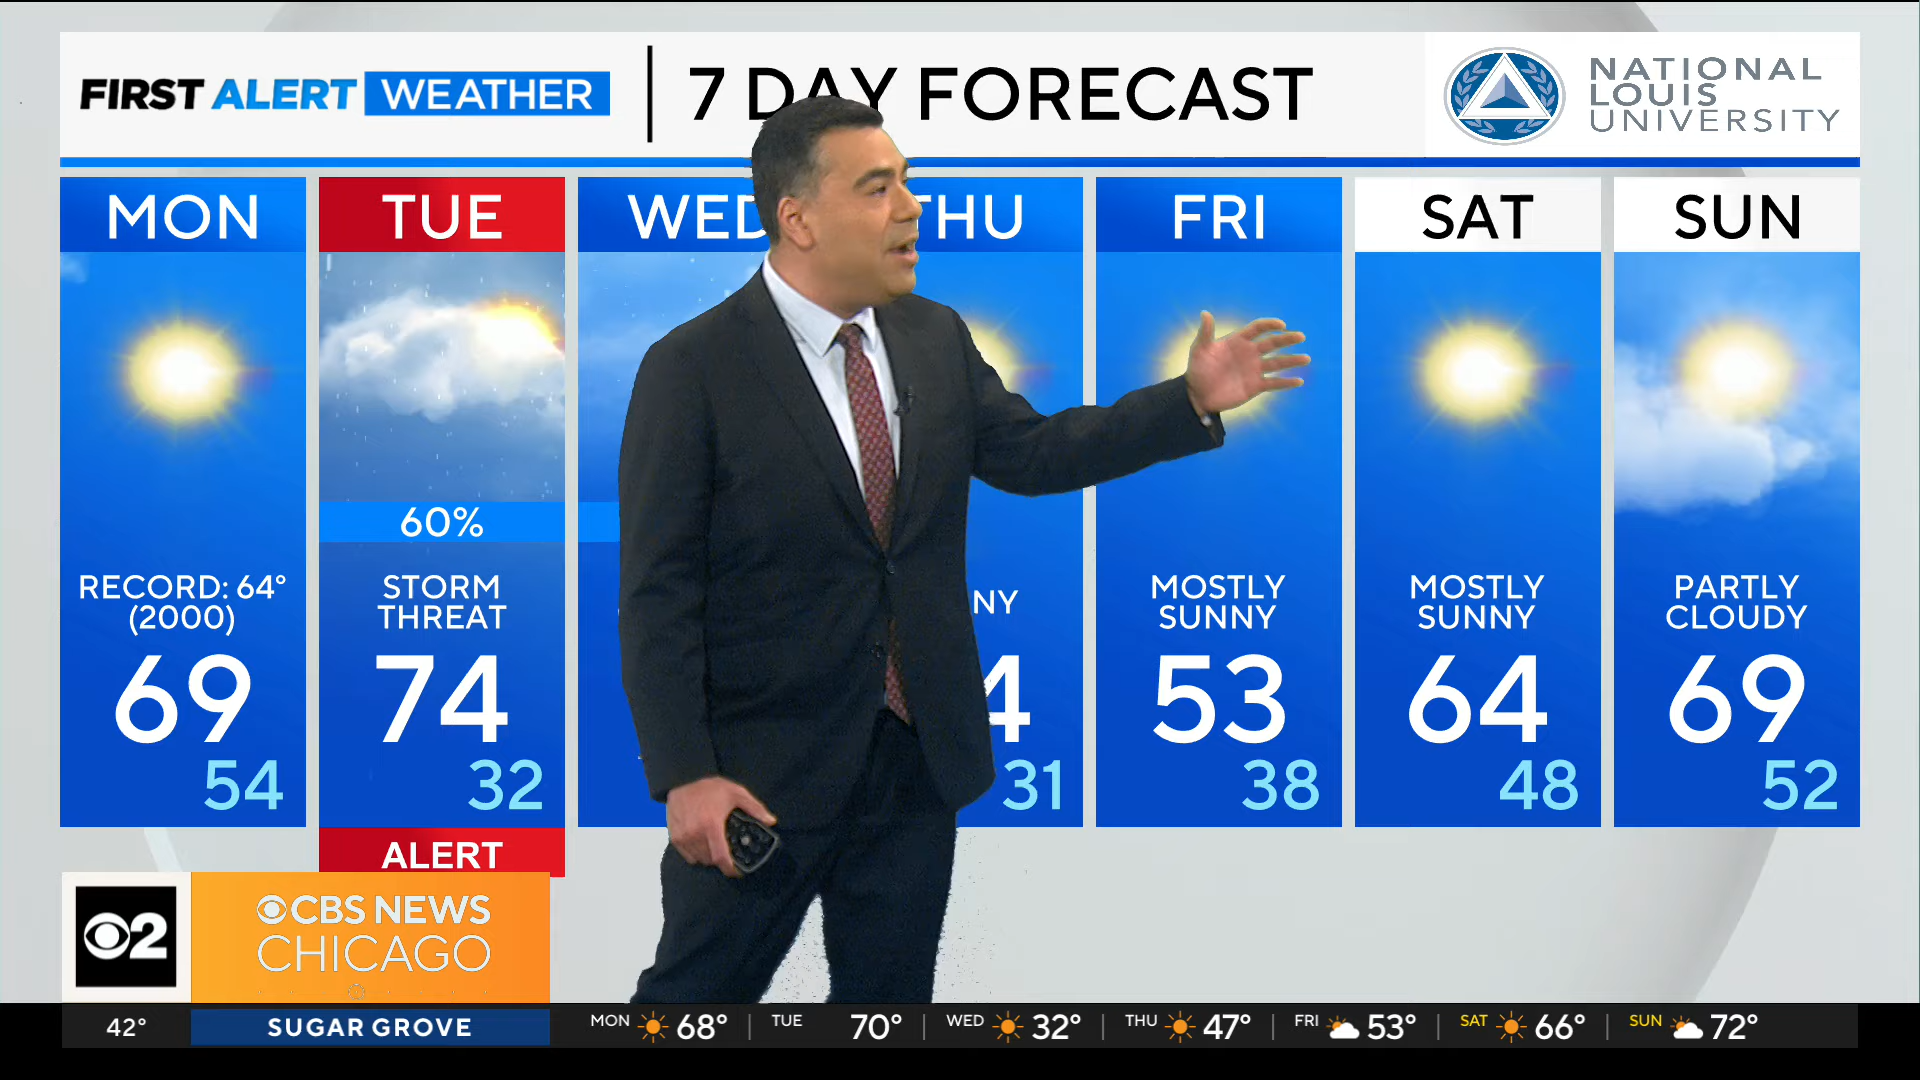 FIRST ALERT WEATHER
7 DAY FORECAST
NATIONAL
LOUIS
UNIVERSITY
MON
RECORD: 64°
(2000)
69
54
TUE
60%
STORM
THREAT
74
32
ALERT
WED
31
FRI
MOSTLY
SUNNY
53
38
SAT
MOSTLY
SUNNY
64
48
SUN
PARTLY
CLOUDY
69
52
2
CBS NEWS
CHICAGO
42° SUGAR GROVE MON 68° TUE 70° WED 32° THU 47° FRI 53° SAT 66° SUN 72°